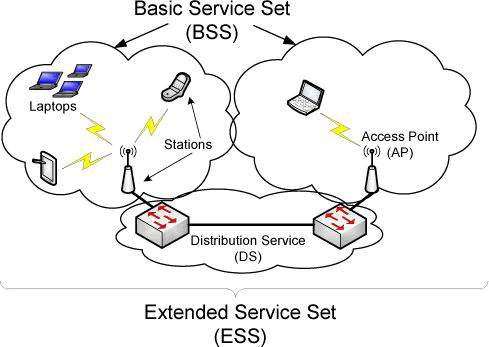 Basic Service Set
(BSS)
Laptops
Stations
Access Point
(AP)
Distribution Service
(DS)
Extended Service Set
(ESS)